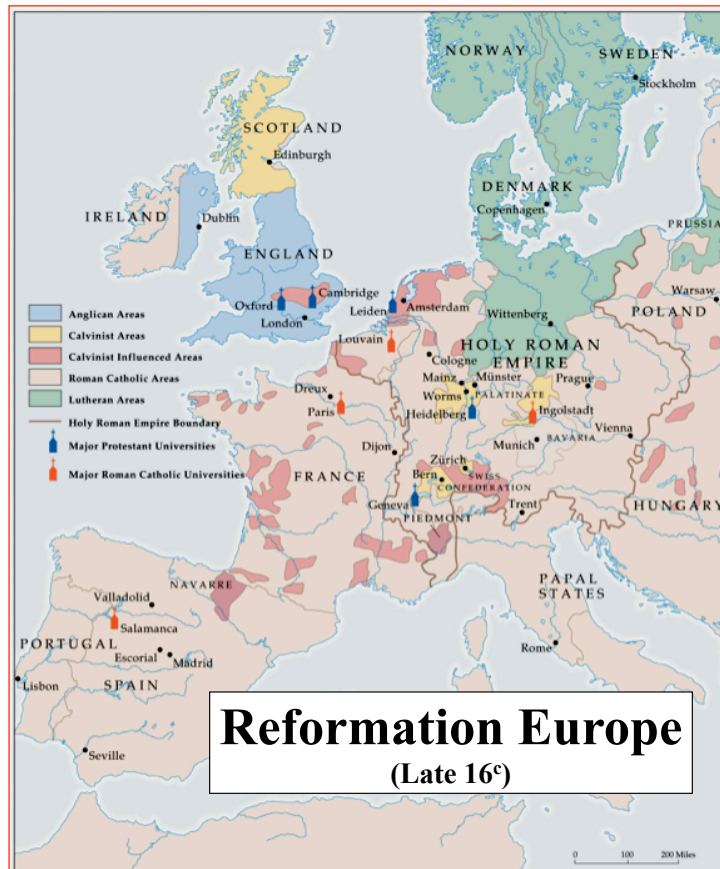 NORWAY
SWEDEN
Stockholm
SCOTLAND
Edinburgh
DENMARK
Copenhagen
IRELAND
Dublin
PRUSSIA
ENGLAND
Cambridge
Oxford
Leiden
Amsterdam
Warsaw
London
Wittenberg
POLAND
Louvain
HOLY ROMAN
EMPIRE
Cologne
Anglican Areas
Calvinist Areas
Calvinist Influenced Areas
Roman Catholic Areas
Lutheran Areas
Holy Roman Empire Boundary
Major Protestant Universities
Major Roman Catholic Universities
Mainz
Münster
Prague
Dreux
Worms
PALATINATE
Paris
Heidelberg
Ingolstadt
Vienna
Dijon
Munich
BAVARIA
Zürich
FRANCE
Bern
SWISS
CONFEDERATION
Geneva
Trent
HUNGARY
PIEDMONT
NAVARRE
PAPAL
STATES
Valladolid
Salamanca
PORTUGAL
Escorial
Madrid
Rome
Lisbon
SPAIN
Seville
Reformation Europe
(Late 16ᶜ)
0 100 200 Miles